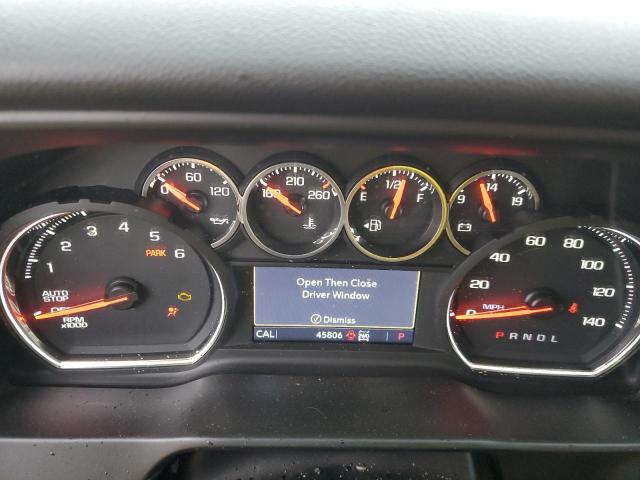 0 60 120
160 210 260
E 1/2 F
9 14 19
1 2 3 4 5 6
PARK
AUTO
STOP
RPM
x1000
Open Then Close
Driver Window
Dismiss
CAL 45806 P
0 20 40 60 80 100 120 140
MPH
P R N D L